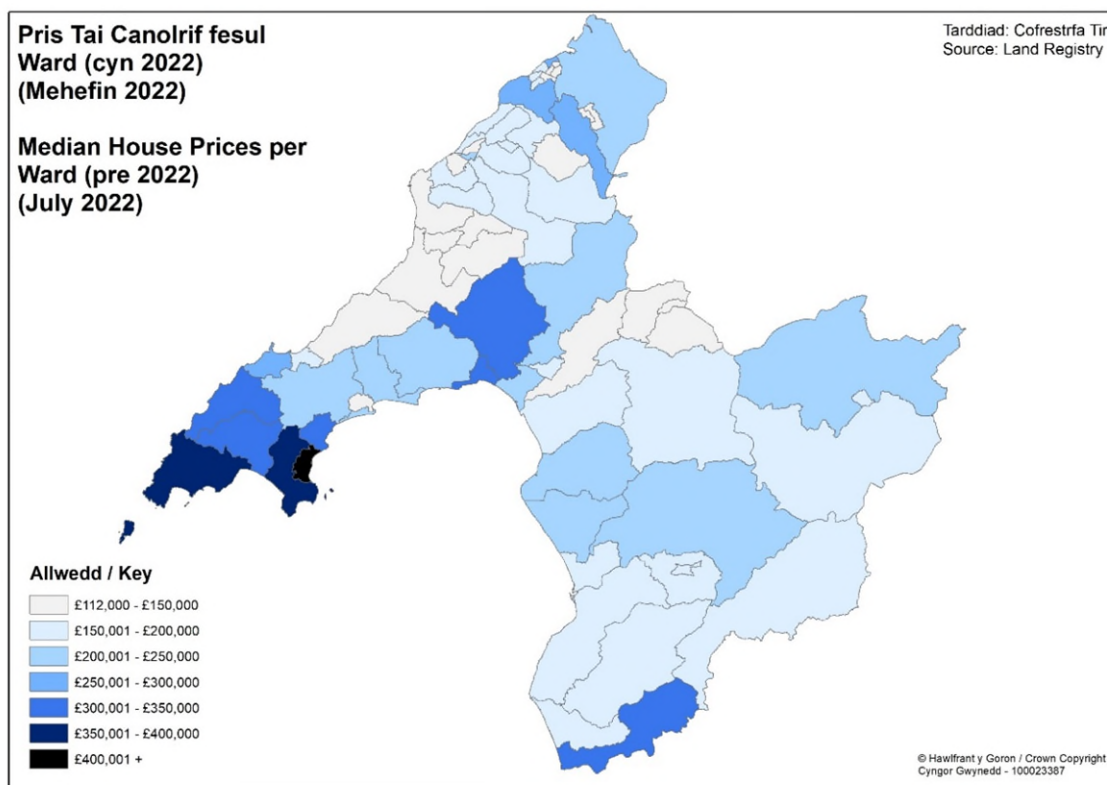 Pris Tai Canolrif fesul
Ward (cyn 2022)
(Mehefin 2022)
Median House Prices per
Ward (pre 2022)
(July 2022)
Tarddiad: Cofrestrfa Tir
Source: Land Registry
Allwedd / Key
£112,000 - £150,000
£150,001 - £200,000
£200,001 - £250,000
£250,001 - £300,000
£300,001 - £350,000
£350,001 - £400,000
£400,001 +
© Hawlfraint y Goron / Crown Copyright
Cyngor Gwynedd - 100023387